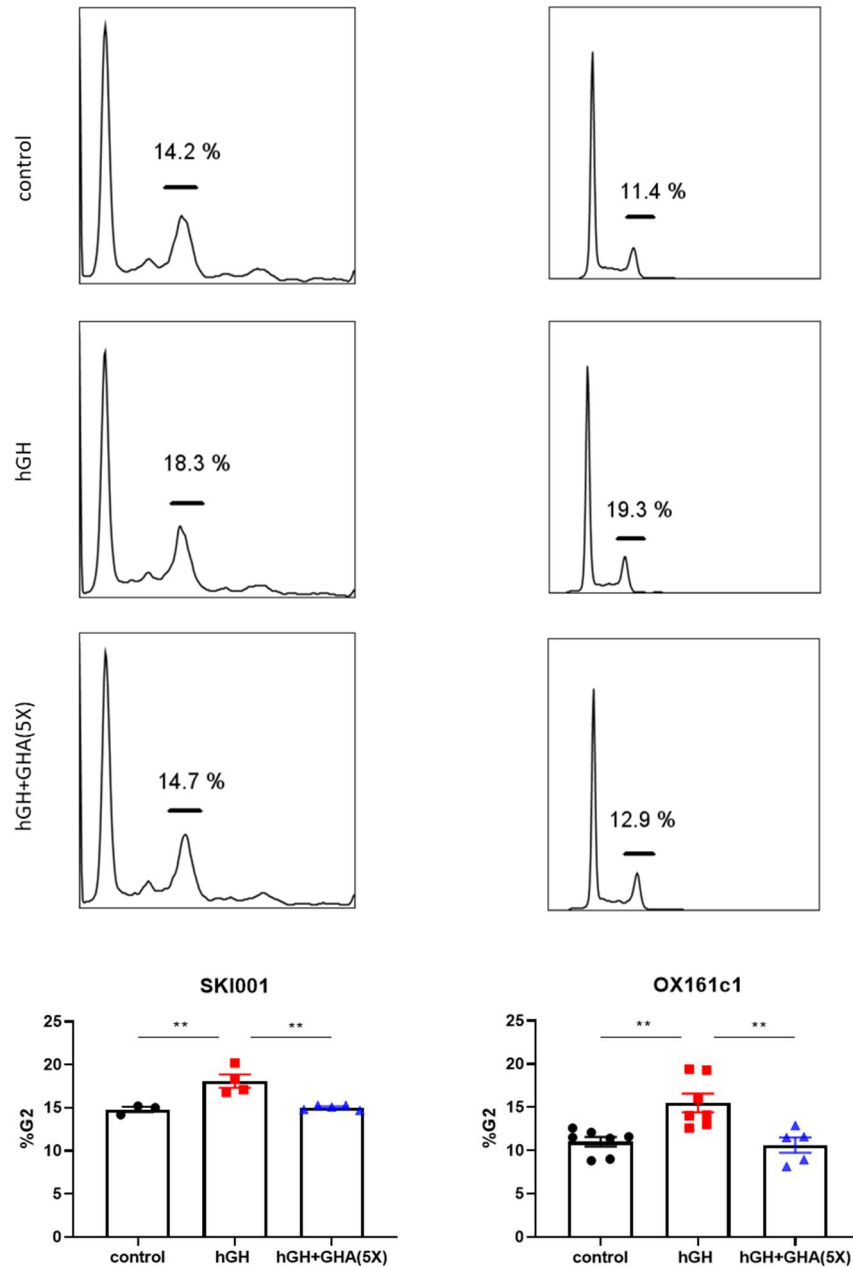 control
14.2 %
11.4 %
hGH
18.3 %
19.3 %
hGH+GHA(5X)
14.7 %
12.9 %
SKI001
OX161c1
%G2
25
20
15
10
5
0
**
**
control
hGH
hGH+GHA(5X)
%G2
25
20
15
10
5
0
**
**
control
hGH
hGH+GHA(5X)